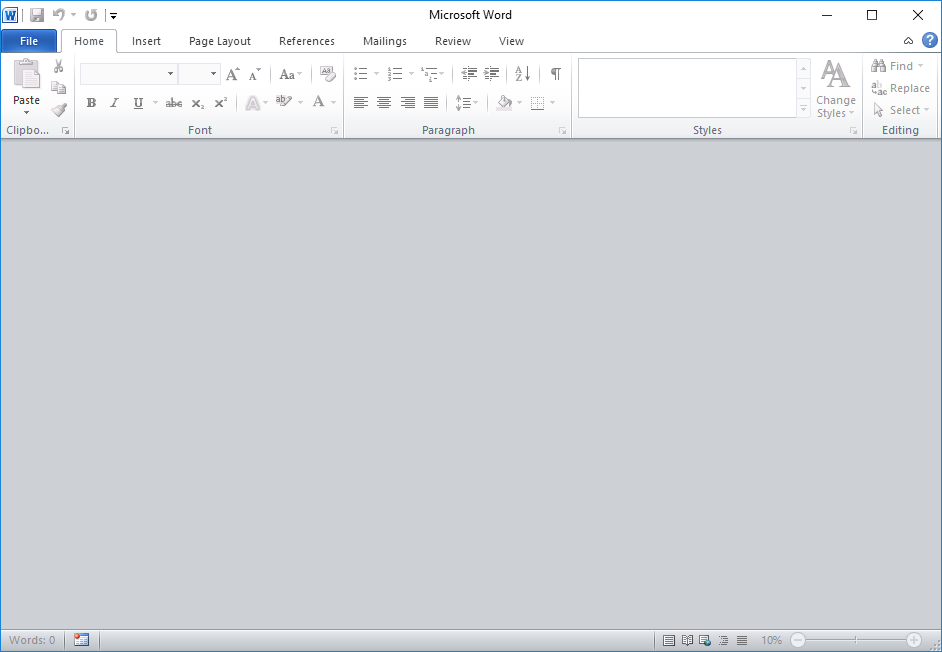 Microsoft Word
File Home Insert Page Layout References Mailings Review View
Paste
Change Styles
Find
Replace
Select
Clipbo... Font Paragraph Styles Editing
Words: 0 10%